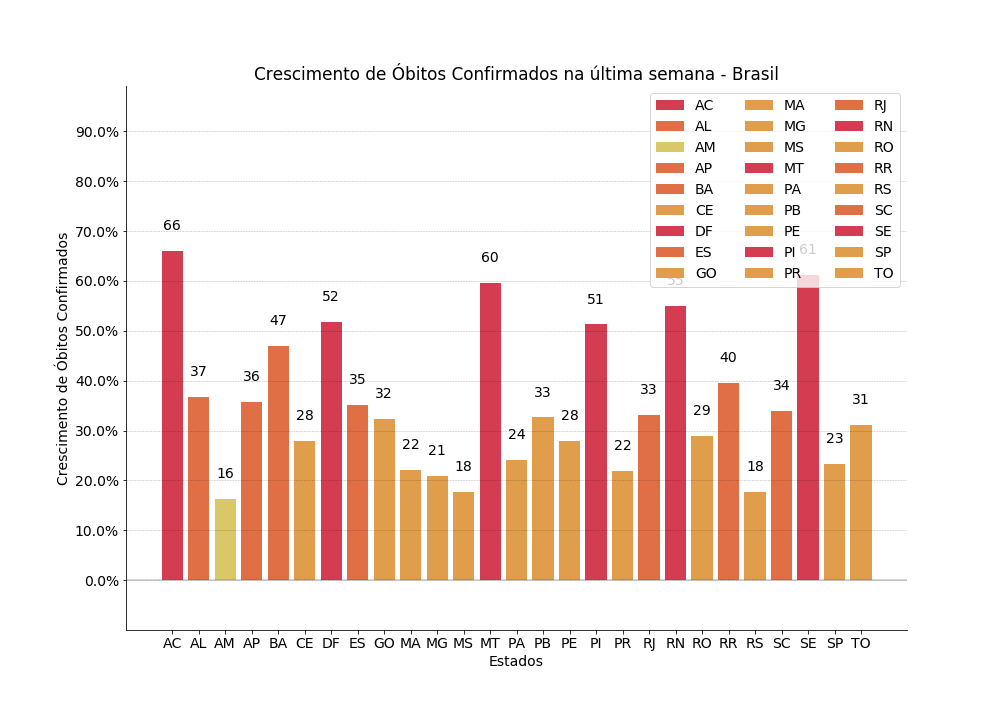 Crescimento de Óbitos Confirmados na última semana - Brasil
AC MA RJ
AL MG RN
AM MS RO
AP MT RR
BA PA RS
CE PB SC
DF PE SE
ES PI SP
GO PR TO
Crescimento de Óbitos Confirmados
90.0%
80.0%
70.0%
60.0%
50.0%
40.0%
30.0%
20.0%
10.0%
0.0%
66 37 16 36 47 28 52 35 32 22 21 18 60 24 33 28 51 22 33 55 29 40 18 34 61 23 31
AC AL AM AP BA CE DF ES GO MA MG MS MT PA PB PE PI PR RJ RN RO RR RS SC SE SP TO
Estados